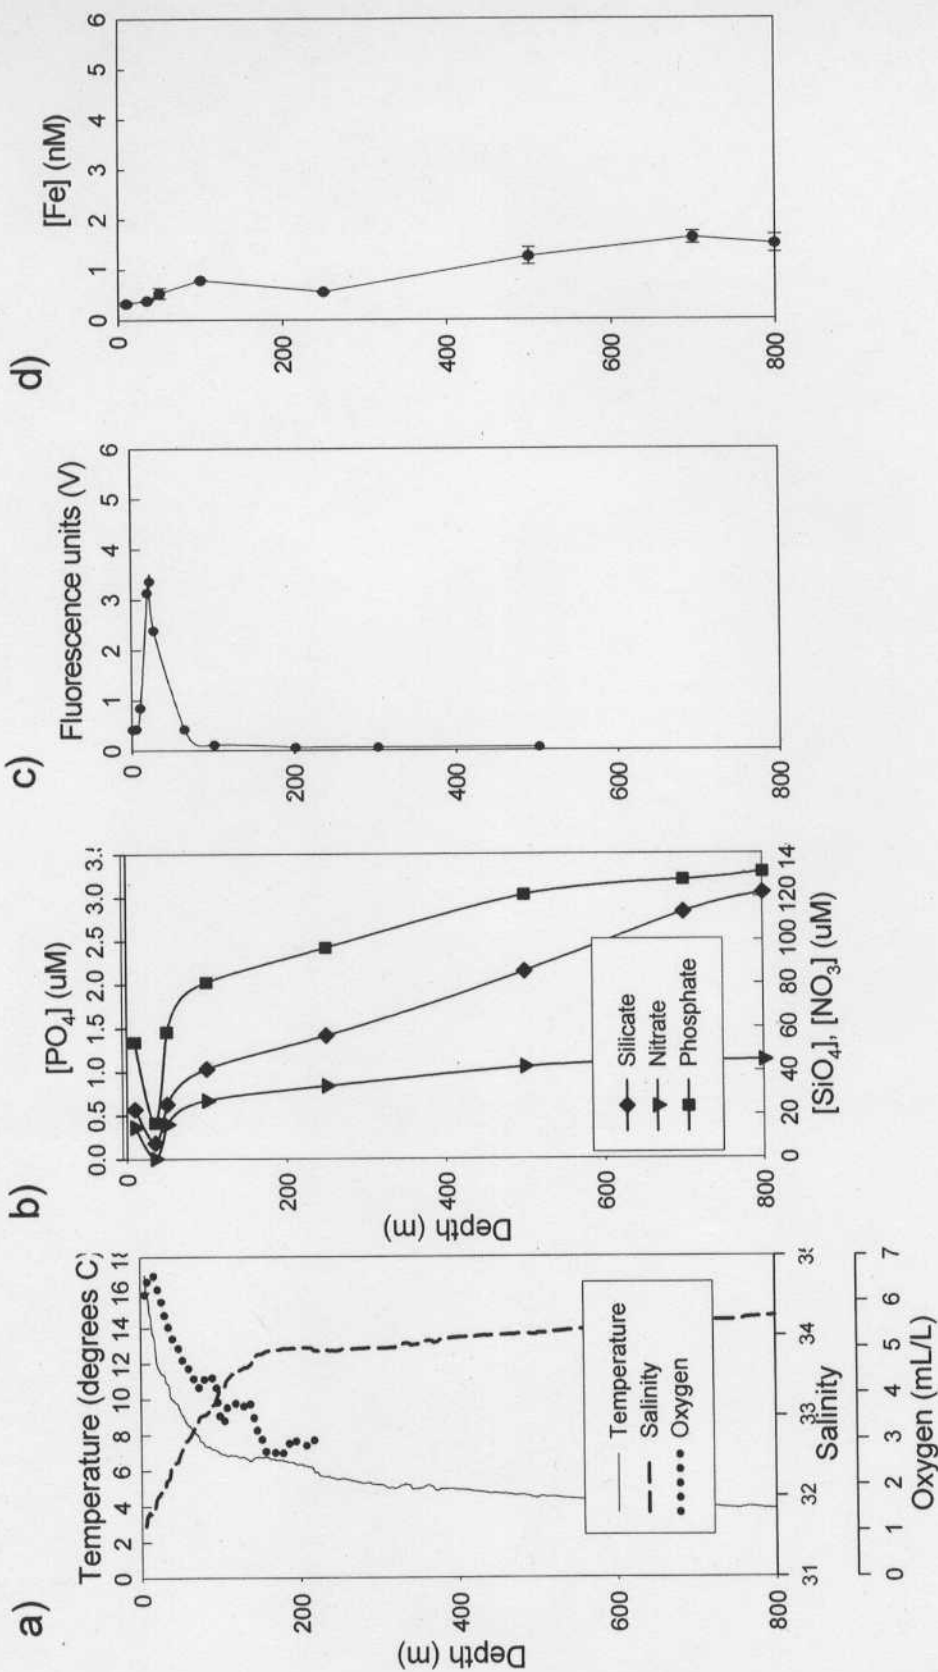 a)
Temperature (degrees C)
0 2 4 6 8 10 12 14 16 18
0
200
400
600
800
Depth (m)
Temperature
Salinity
Oxygen
31 32 33 34 35
Salinity
0 1 2 3 4 5 6 7
Oxygen (mL/L)
b)
[PO4] (uM)
0.0 0.5 1.0 1.5 2.0 2.5 3.0 3.5
0
200
400
600
800
Depth (m)
Silicate
Nitrate
Phosphate
0 20 40 60 80 100 120 14
[SiO4], [NO3] (uM)
c)
Fluorescence units (V)
0 1 2 3 4 5 6
0
200
400
600
800
d)
[Fe] (nM)
0 1 2 3 4 5 6
0
200
400
600
800